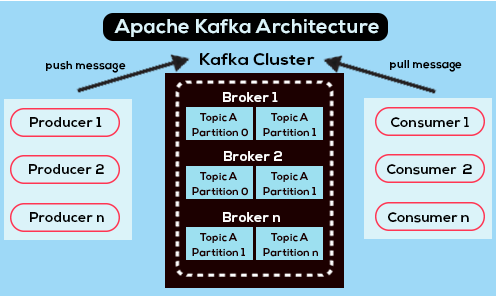 Apache Kafka Architecture
push message
Kafka Cluster
pull message
Producer 1
Producer 2
Producer n
Broker 1
Topic A
Partition 0
Topic A
Partition 1
Broker 2
Topic A
Partition 0
Topic A
Partition 1
Broker n
Topic A
Partition 1
Topic A
Partition n
Consumer 1
Consumer 2
Consumer n